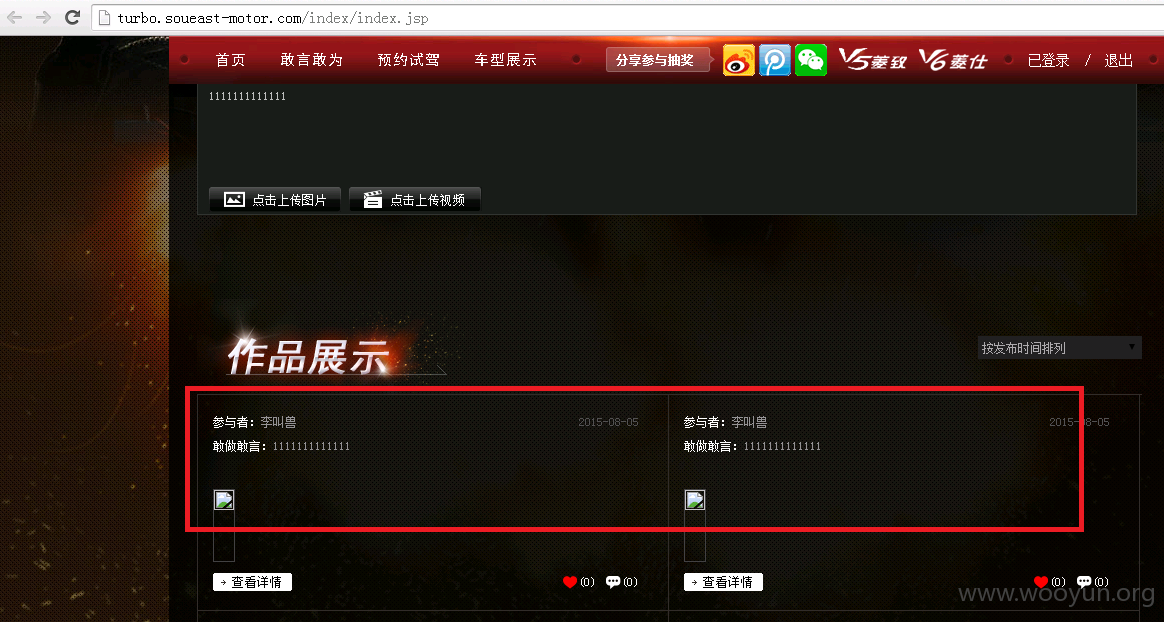 turbo.soueast-motor.com/index/index.jsp
首页 敢言敢为 预约试驾 车型展示 分享参与抽奖 V5菱致 V6菱仕 已登录 / 退出
1111111111111
点击上传图片 点击上传视频
作品展示
按发布时间排列
参与者：李叫兽 2015-08-05 参与者：李叫兽 2015-08-05
敢做敢言：1111111111111 敢做敢言：1111111111111
查看详情 (0) (0) 查看详情 (0) (0)
www.wooyun.org